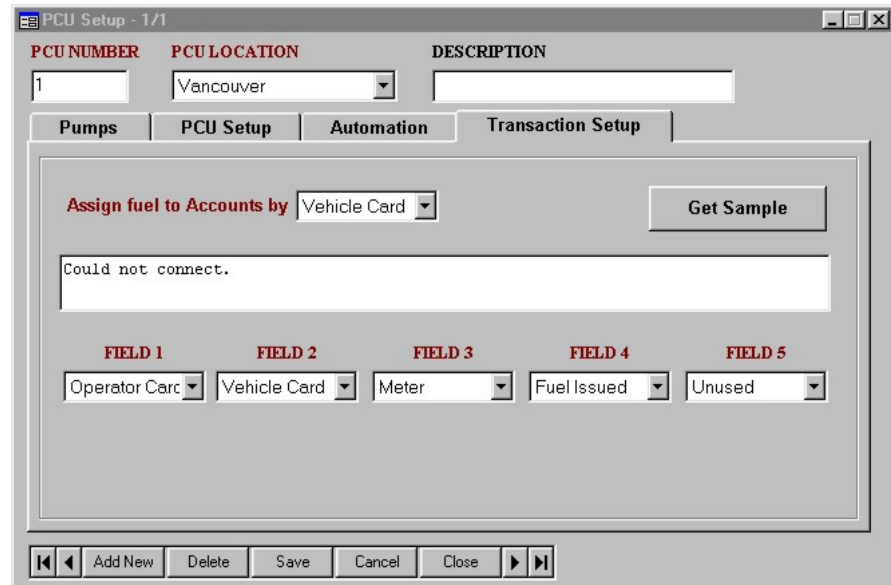 PCU Setup - 1/1
PCU NUMBER PCU LOCATION DESCRIPTION
1 Vancouver
Pumps PCU Setup Automation Transaction Setup
Assign fuel to Accounts by Vehicle Card Get Sample
Could not connect.
FIELD 1 FIELD 2 FIELD 3 FIELD 4 FIELD 5
Operator Carc Vehicle Card Meter Fuel Issued Unused
Add New Delete Save Cancel Close